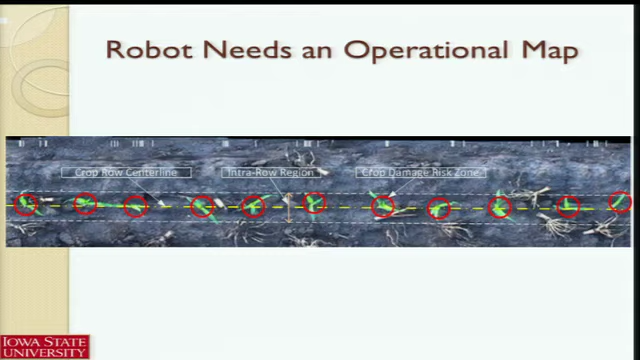 Robot Needs an Operational Map
Crop Row Centerline
Intra-Row Region
Crop Damage Risk Zone
IOWA STATE
UNIVERSITY